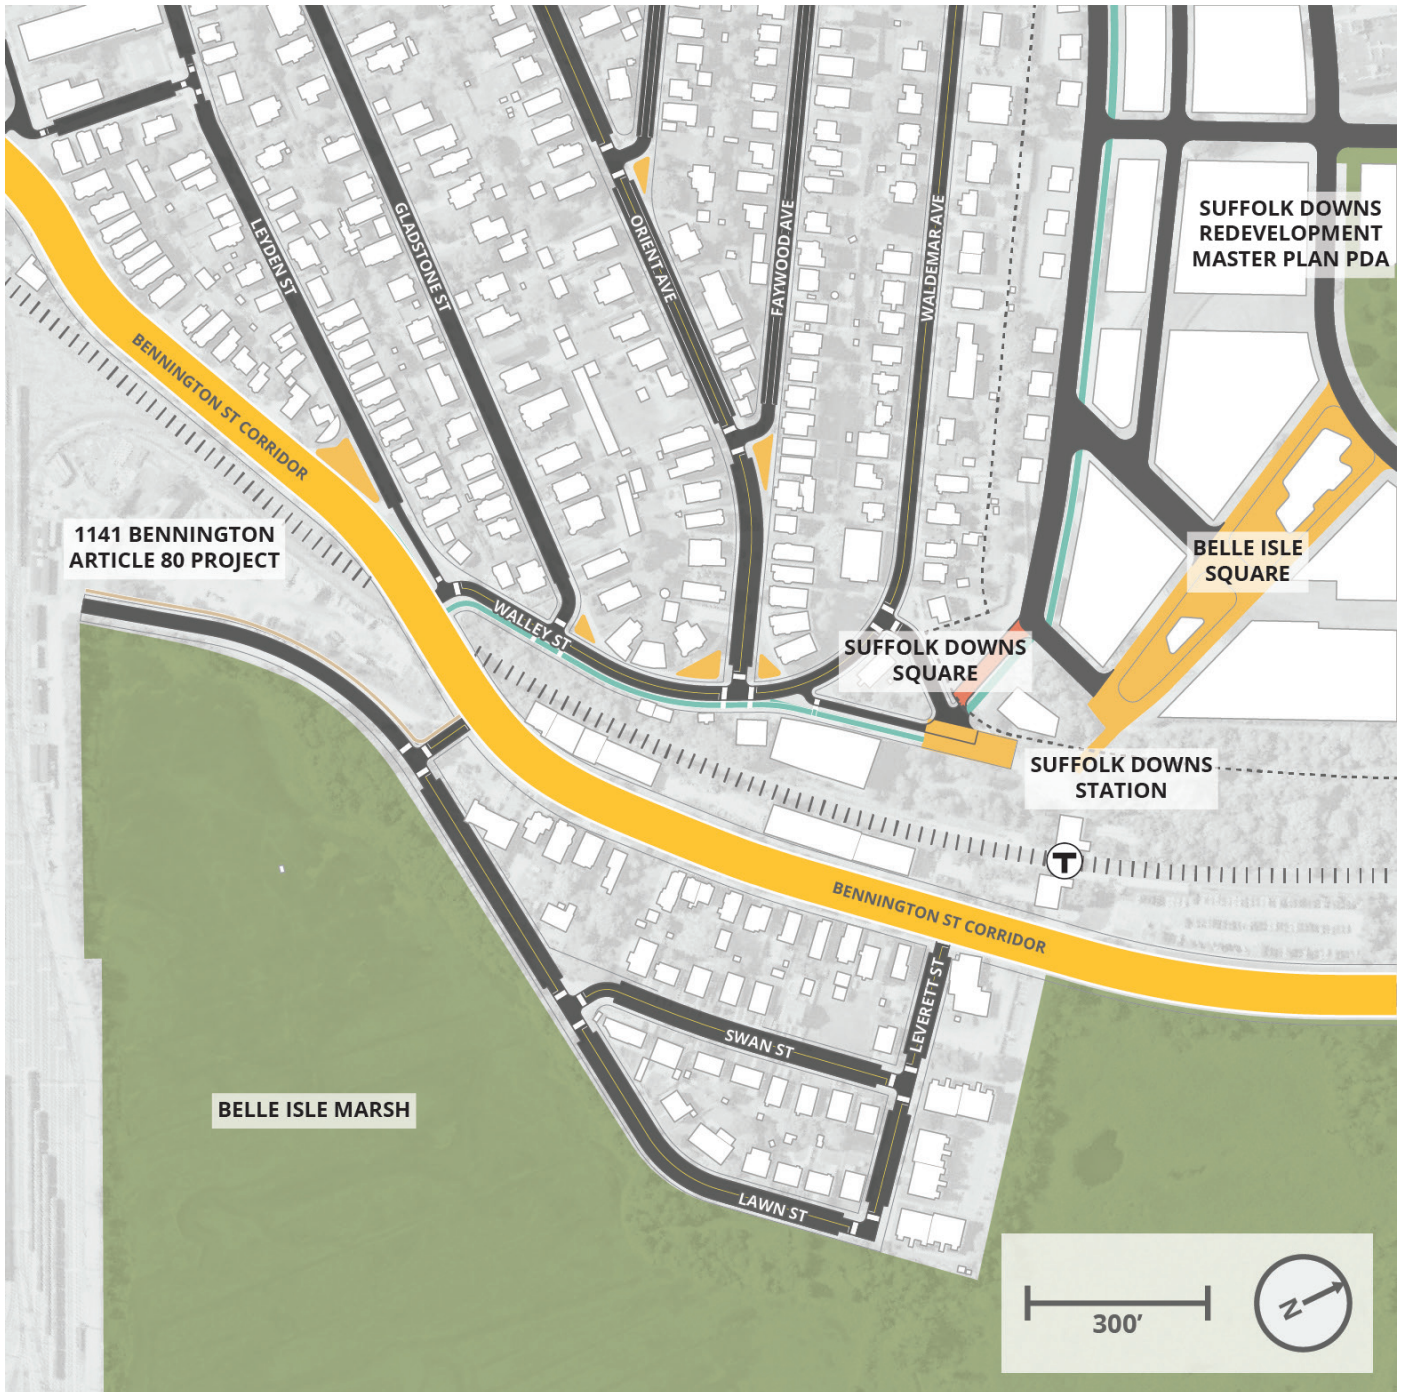 SUFFOLK DOWNS
REDEVELOPMENT
MASTER PLAN PDA
LEYDEN ST
GLADSTONE ST
ORIENT AVE
FAYWOOD AVE
WALDEMAR AVE
BENNINGTON ST CORRIDOR
1141 BENNINGTON
ARTICLE 80 PROJECT
BELLE ISLE
SQUARE
WALLEY ST
SUFFOLK DOWNS
SQUARE
SUFFOLK DOWNS
STATION
T
BENNINGTON ST CORRIDOR
LEVERETT ST
SWAN ST
BELLE ISLE MARSH
LAWN ST
300’
N